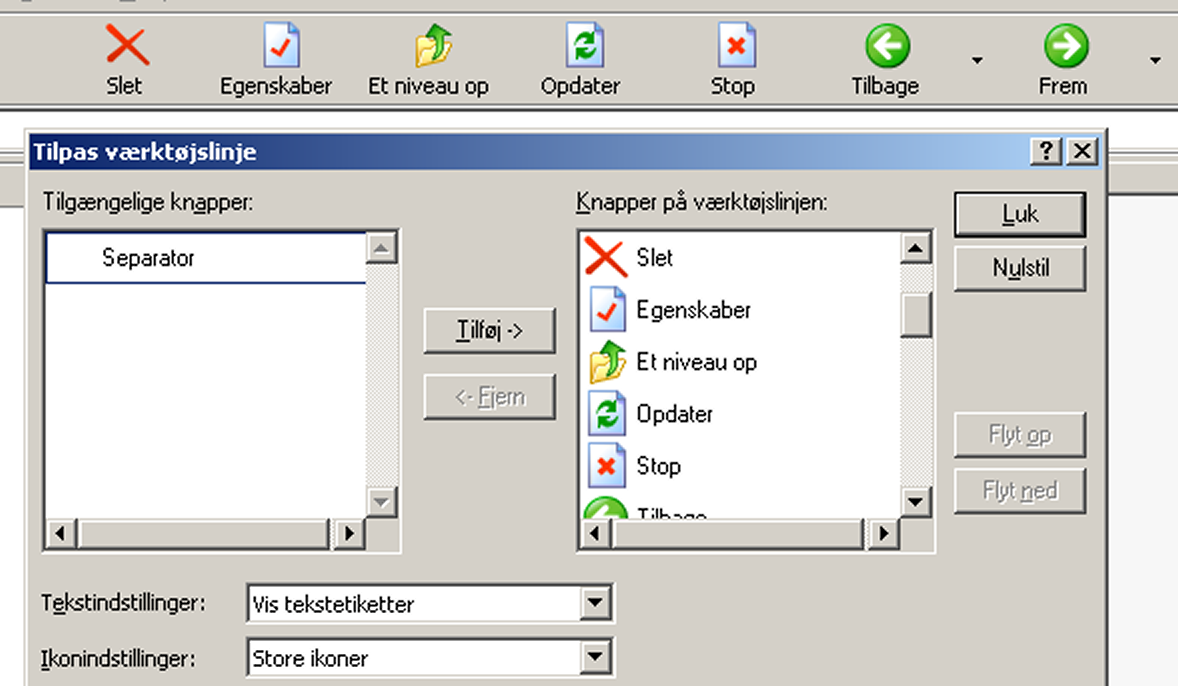 Slet Egenskaber Et niveau op Opdater Stop Tilbage Frem
Tilpas værktøjslinje
Tilgængelige knapper:
Separator
Tilføj ->
<- Fjern
Knapper på værktøjslinjen:
Slet
Egenskaber
Et niveau op
Opdater
Stop
Tilbage
Luk
Nulstil
Flyt op
Flyt ned
Tekstindstillinger: Vis tekstetiketter
Ikonindstillinger: Store ikoner